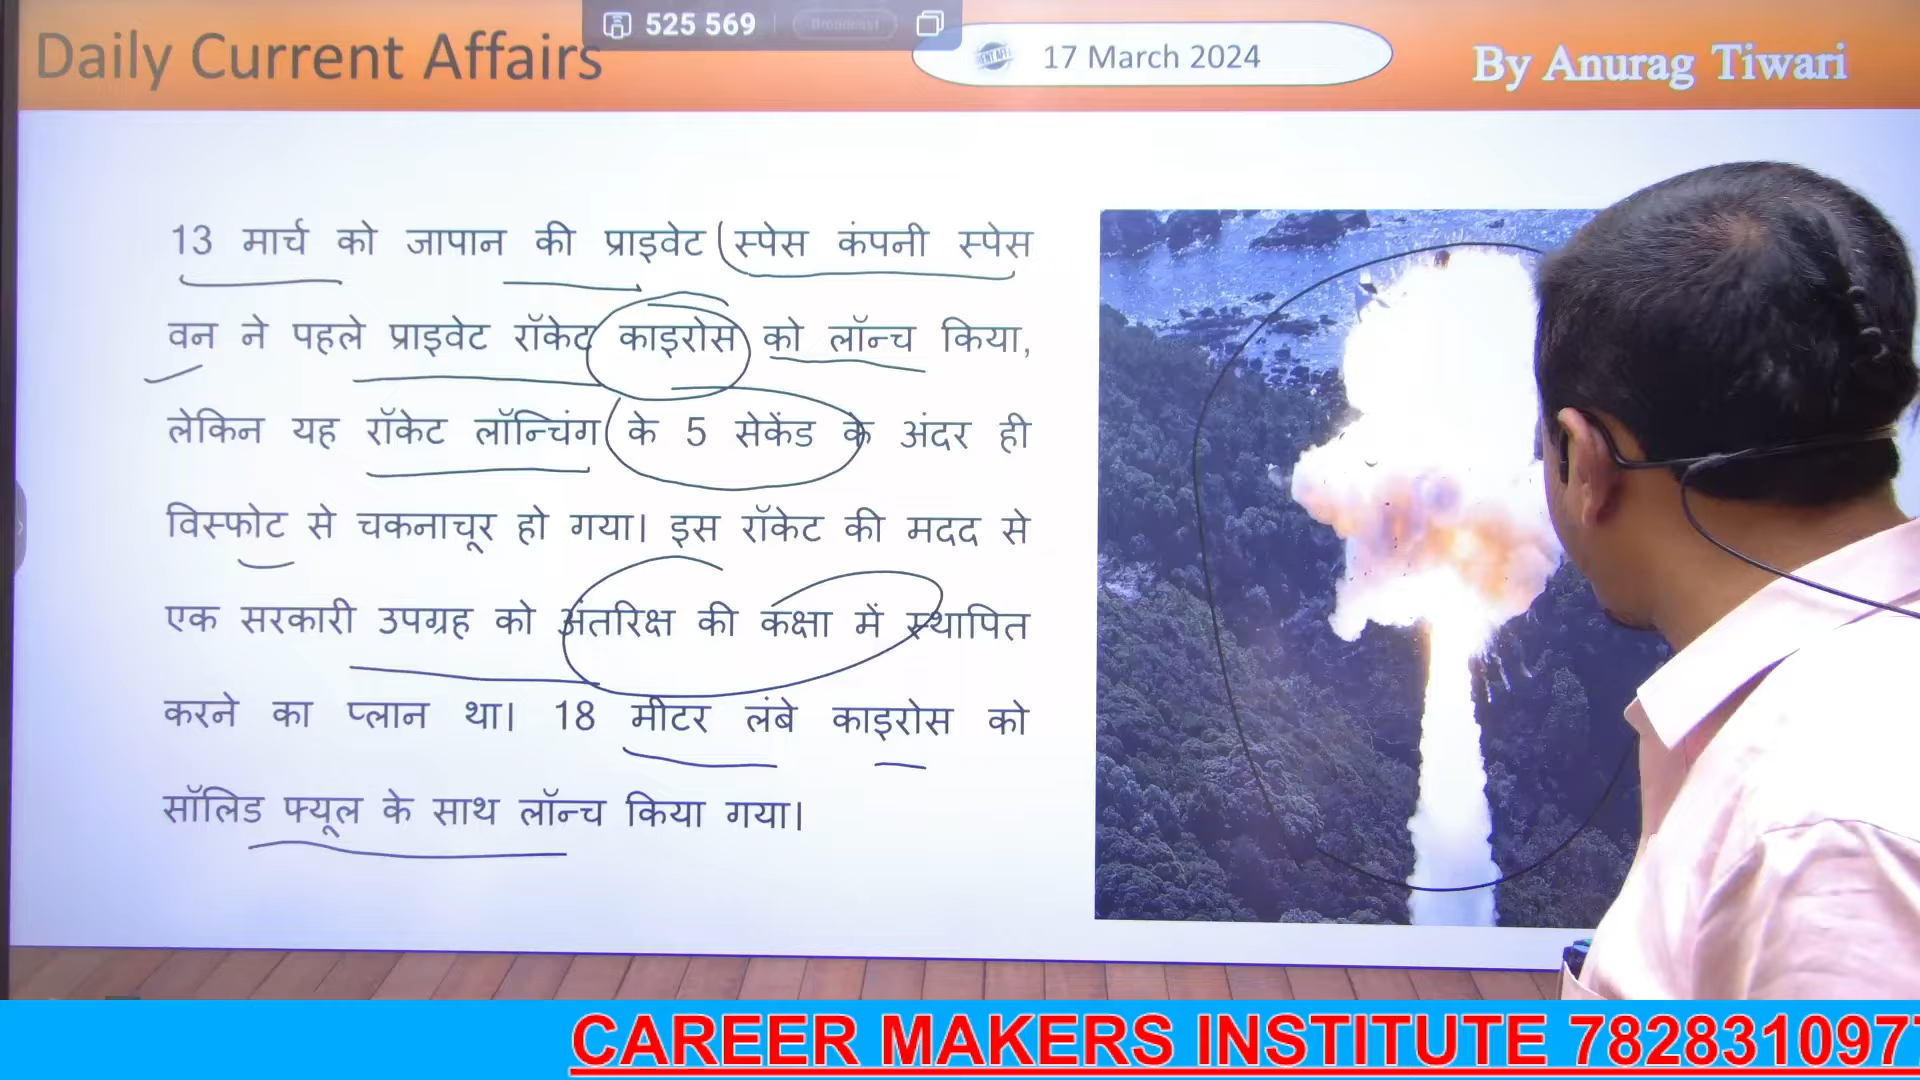 525 569
Broadcast
Daily Current Affairs
17 March 2024
By Anurag Tiwari
13 मार्च को जापान की प्राइवेट स्पेस कंपनी स्पेस
वन ने पहले प्राइवेट रॉकेट काइरोस को लॉन्च किया,
लेकिन यह रॉकेट लॉन्चिंग के 5 सेकेंड के अंदर ही
विस्फोट से चकनाचूर हो गया। इस रॉकेट की मदद से
एक सरकारी उपग्रह को अंतरिक्ष की कक्षा में स्थापित
करने का प्लान था। 18 मीटर लंबे काइरोस को
सॉलिड फ्यूल के साथ लॉन्च किया गया।
CAREER MAKERS INSTITUTE 782831097